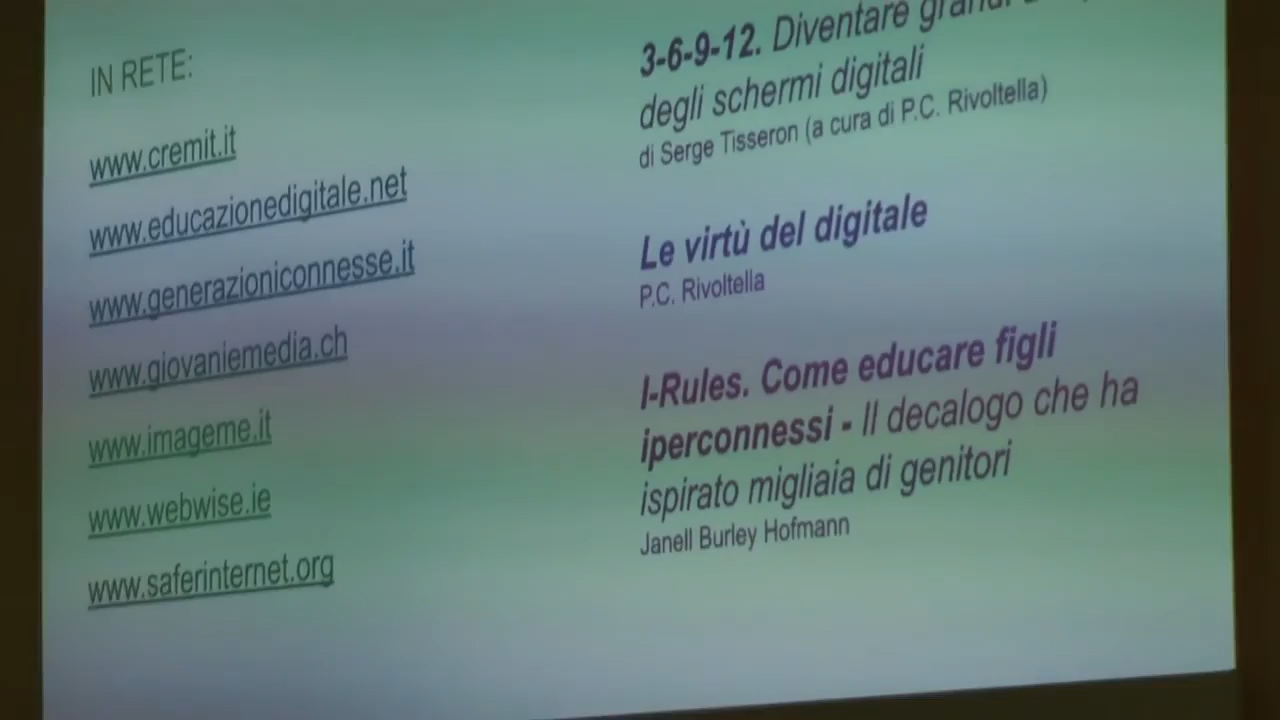 IN RETE:
www.cremit.it
www.educazionedigitale.net
www.generazioniconnesse.it
www.giovaniemedia.ch
www.imageme.it
www.webwise.ie
www.saferinternet.org
3-6-9-12. Diventare grandi
degli schermi digitali
di Serge Tisseron (a cura di P.C. Rivoltella)
Le virtù del digitale
P.C. Rivoltella
I-Rules. Come educare figli
iperconnessi - Il decalogo che ha
ispirato migliaia di genitori
Janell Burley Hofmann